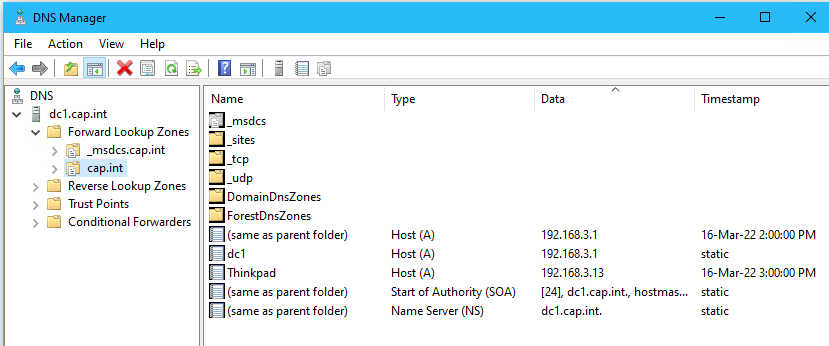 DNS Manager
File Action View Help
DNS
dc1.cap.int
Forward Lookup Zones
_msdcs.cap.int
cap.int
Reverse Lookup Zones
Trust Points
Conditional Forwarders
Name Type Data Timestamp
_msdcs
_sites
_tcp
_udp
DomainDnsZones
ForestDnsZones
(same as parent folder) Host (A) 192.168.3.1 16-Mar-22 2:00:00 PM
dc1 Host (A) 192.168.3.1 static
Thinkpad Host (A) 192.168.3.13 16-Mar-22 3:00:00 PM
(same as parent folder) Start of Authority (SOA) [24], dc1.cap.int., hostmas... static
(same as parent folder) Name Server (NS) dc1.cap.int. static